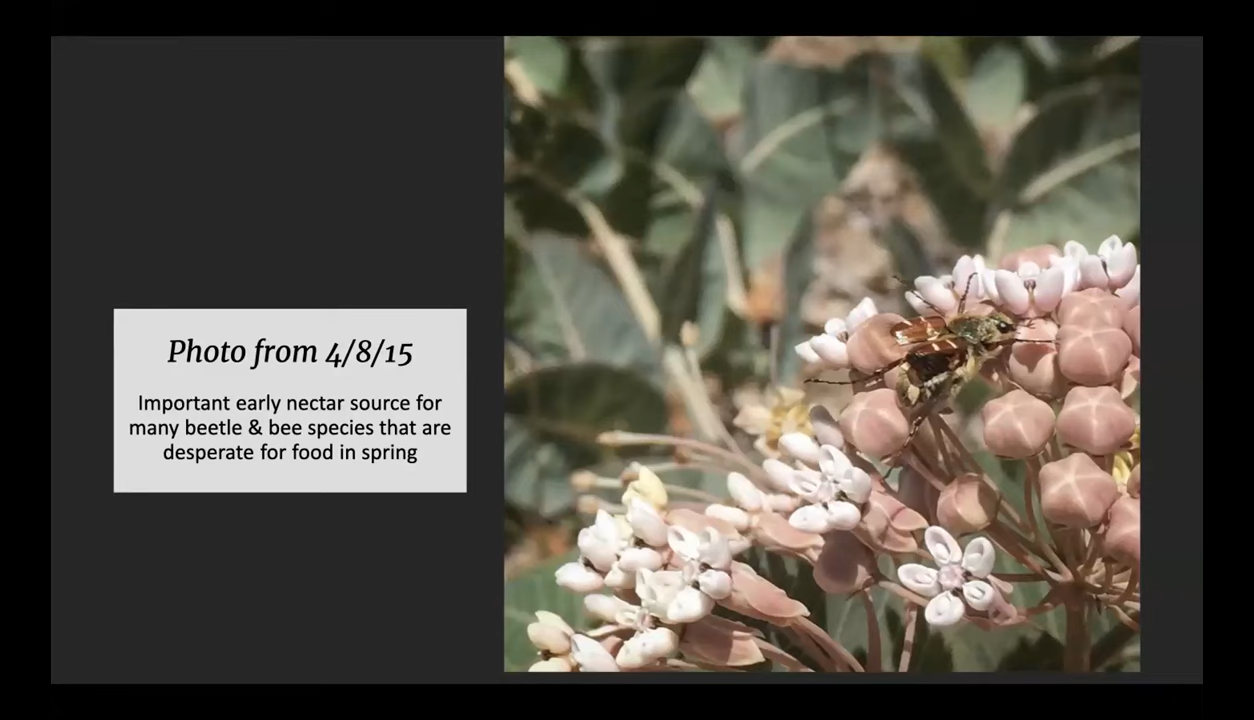 Photo from 4/8/15
Important early nectar source for
many beetle & bee species that are
desperate for food in spring